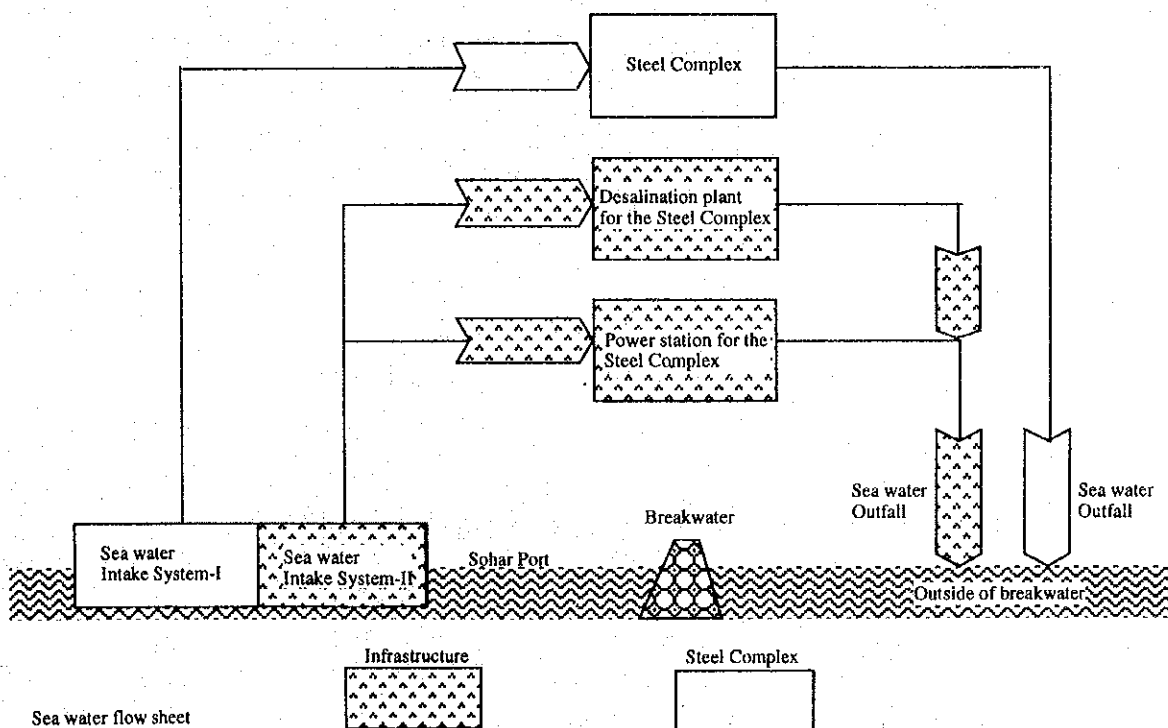 Steel Complex
Desalination plant
for the Steel Complex
Power station for the
Steel Complex
Sea water
Outfall
Sea water
Outfall
Breakwater
Sea water
Intake System-I
Sea water
Intake System-II
Sohar Port
Outside of breakwater
Infrastructure
Steel Complex
Sea water flow sheet